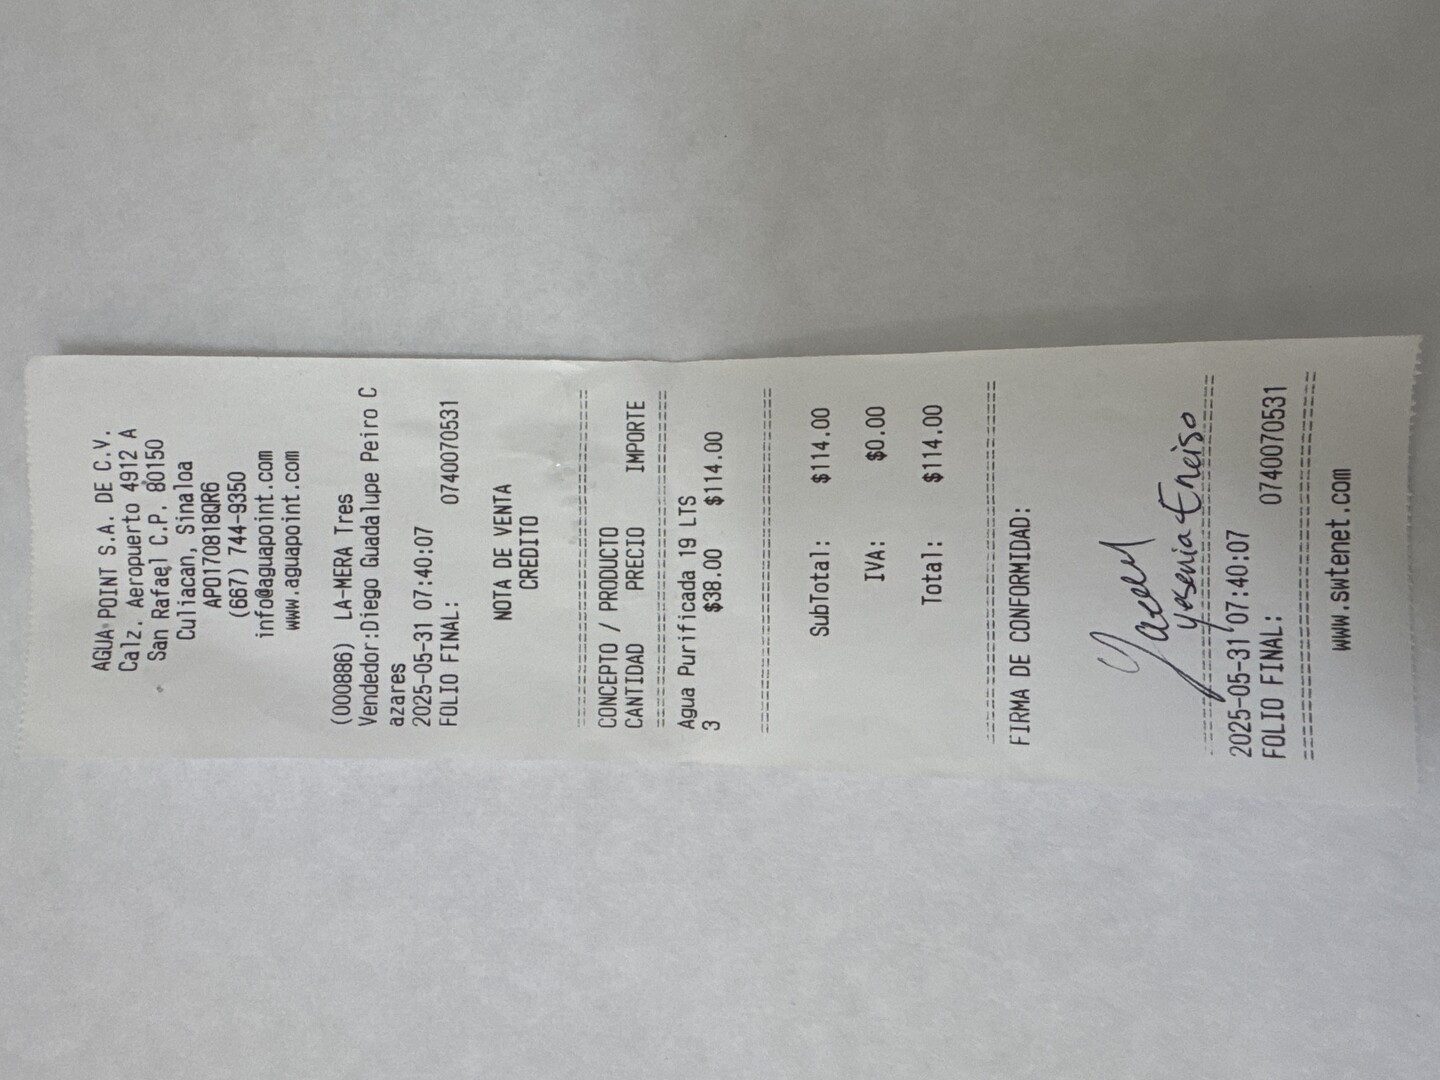 AGUA POINT S.A. DE C.V.
Calz. Aeropuerto 4912 A
San Rafael C.P. 80150
Culiacan, Sinaloa
APO170818QR6
(667) 744-9350
info@aguapoint.com
www.aguapoint.com
(000886) LA-MERA Tres
Vendedor:Diego Guadalupe Peiro C
azares
2025-05-31 07:40:07
FOLIO FINAL: 0740070531
NOTA DE VENTA
CREDITO
================================
CONCEPTO / PRODUCTO
CANTIDAD PRECIO IMPORTE
================================
Agua Purificada 19 LTS
3 $38.00 $114.00
================================
SubTotal: $114.00
IVA: $0.00
Total: $114.00
================================
FIRMA DE CONFORMIDAD:
Yesenia Enciso
================================
2025-05-31 07:40:07
FOLIO FINAL: 0740070531
================================
www.swtenet.com